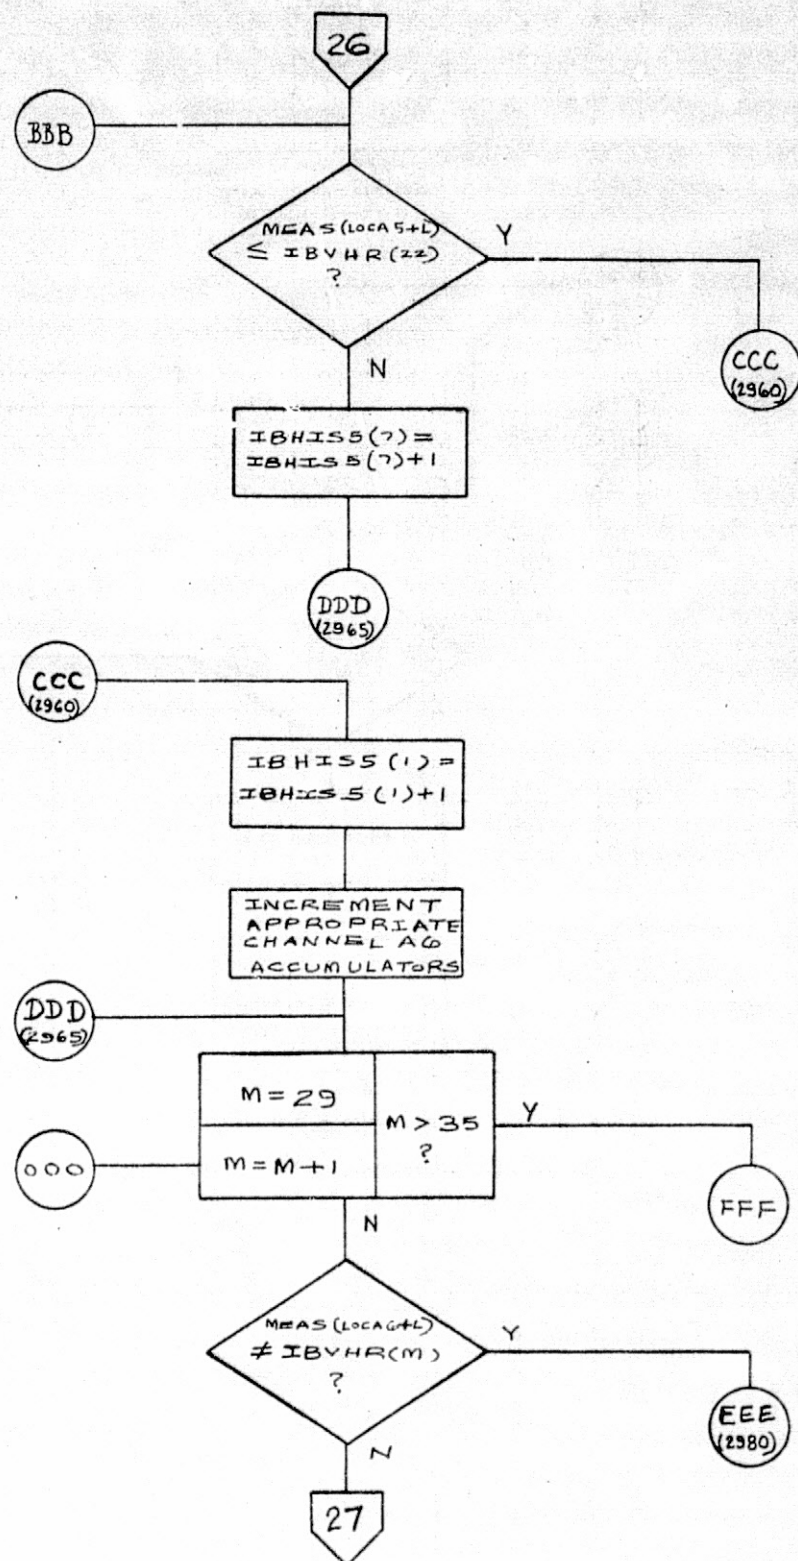 26
BBB
MEAS(LOCA5+L)
≤ IBVHR(22)
?
Y
N
CCC
(2960)
IBHIS5(7)=
IBHIS5(7)+1
DDD
(2965)
CCC
(2960)
IBHIS5(1)=
IBHIS5(1)+1
INCREMENT
APPROPRIATE
CHANNEL A6
ACCUMULATORS
DDD
(2965)
M=29
M>35
?
Y
OOO
M=M+1
FFF
N
MEAS(LOCA6+L)
≠ IBVHR(M)
?
Y
EEE
(2980)
N
27